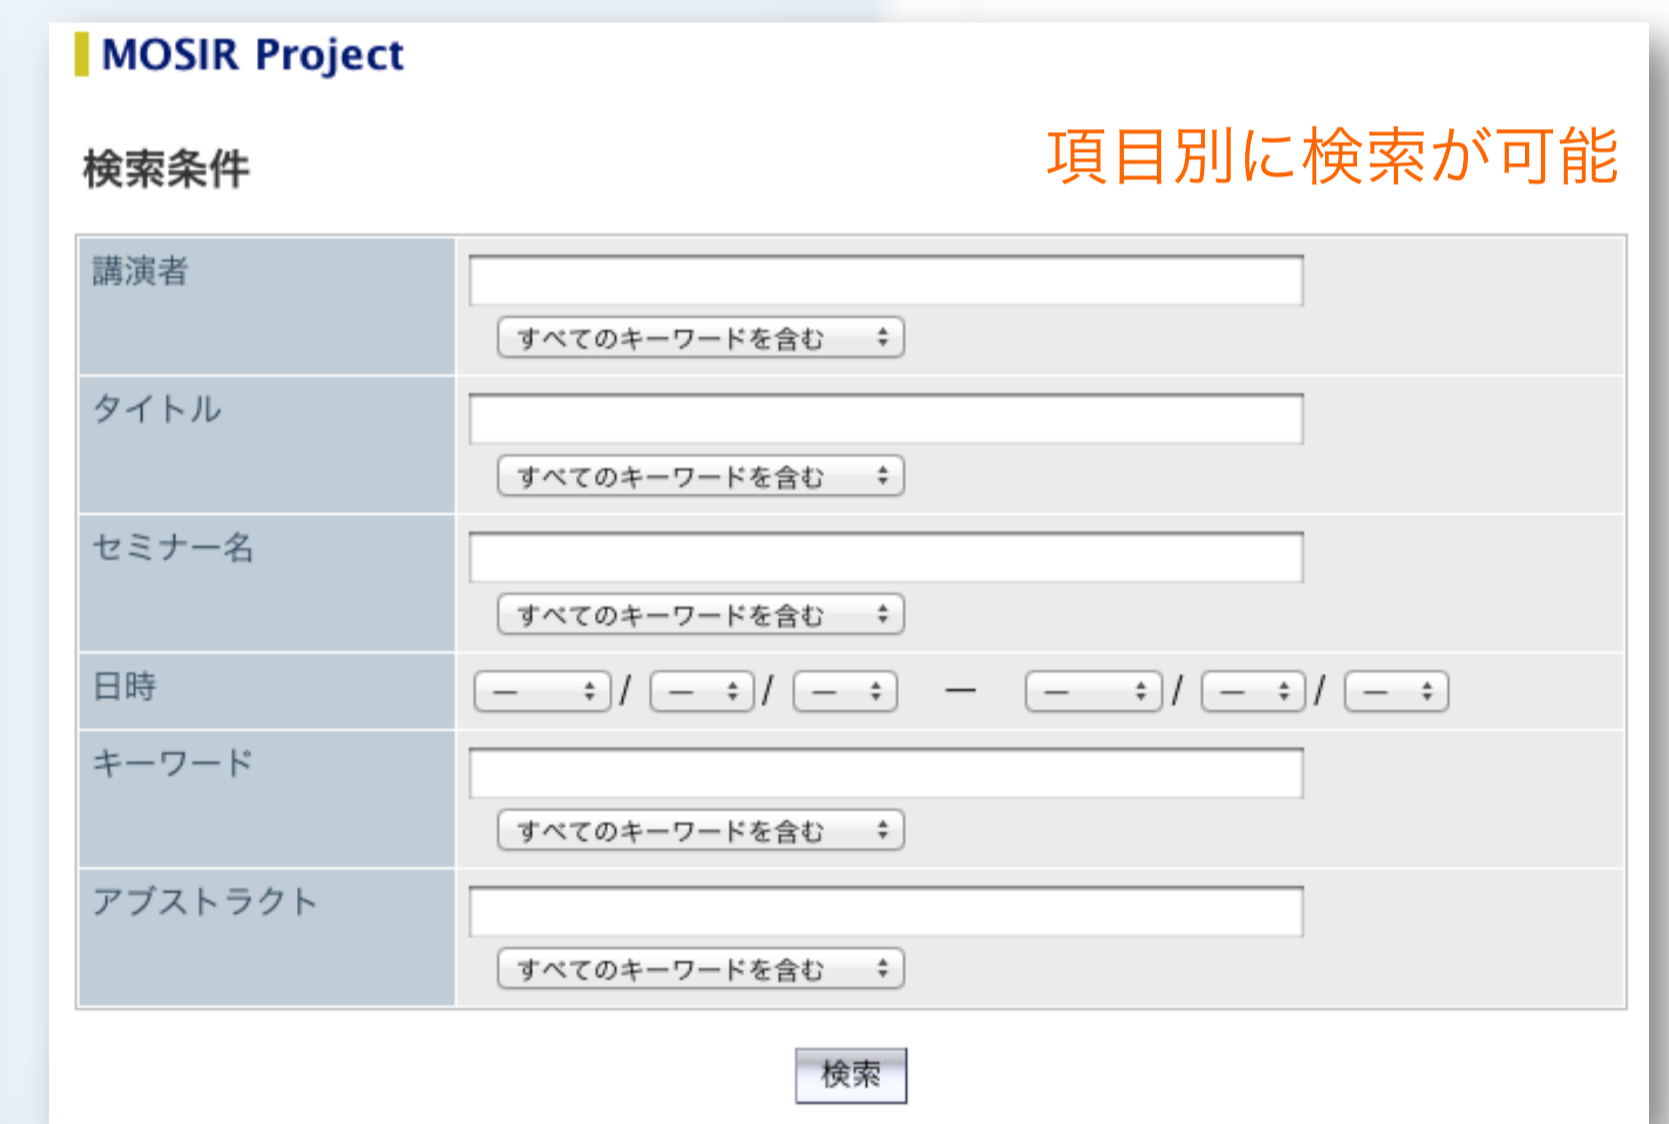 MOSIR Project
検索条件
項目別に検索が可能
講演者
すべてのキーワードを含む
タイトル
すべてのキーワードを含む
セミナー名
すべてのキーワードを含む
日時 — / — / — — — / — / —
キーワード
すべてのキーワードを含む
アブストラクト
すべてのキーワードを含む
検索